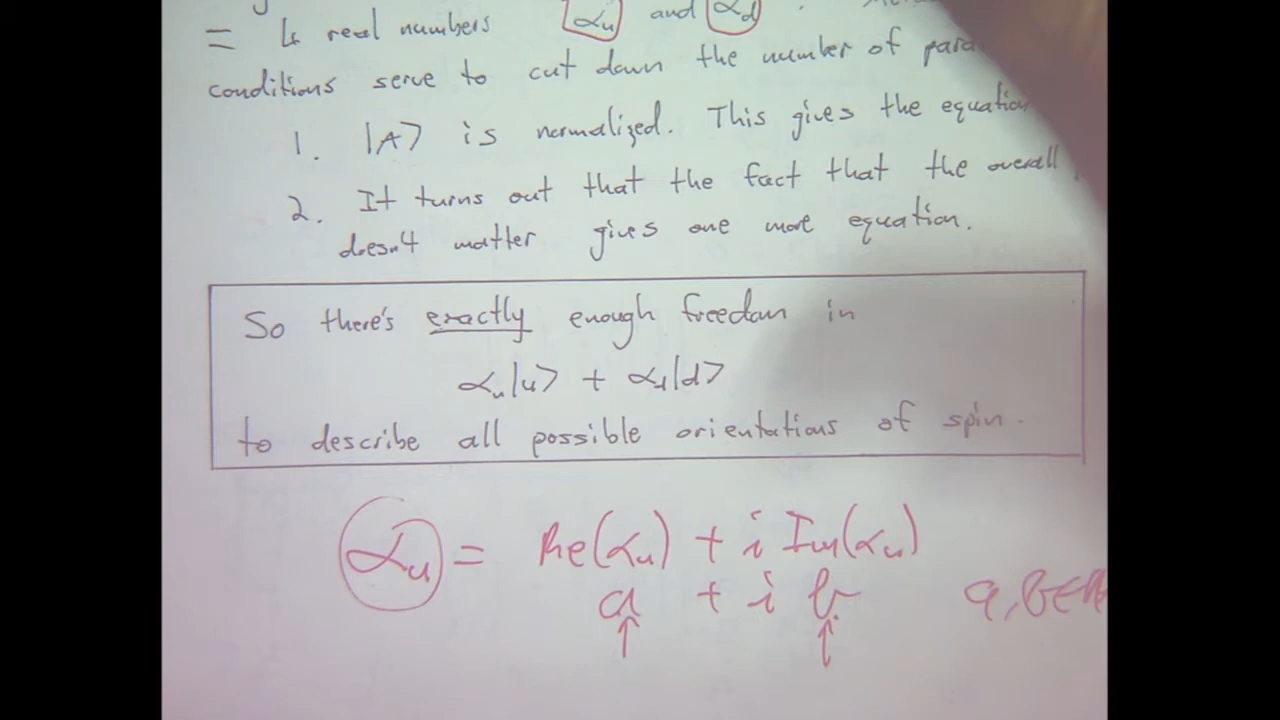 = 4 real numbers αu and αd .
conditions serve to cut down the number of
1. |A> is normalized. This gives the equation
2. It turns out that the fact that the overall
doesn't matter gives one more equation.
So there's exactly enough freedom in
αu|u> + αd|d>
to describe all possible orientations of spin.
αu = Re(αu) + i Im(αu)
a + i b a, b ∈